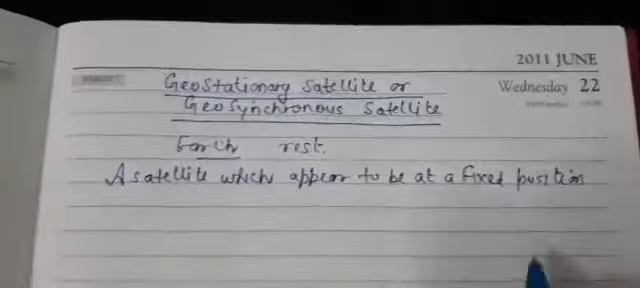 2011 JUNE
Wednesday 22
GeoStationary Satellite or
GeoSynchronous Satellite
Earth rest.
A satellite which appear to be at a fixed position